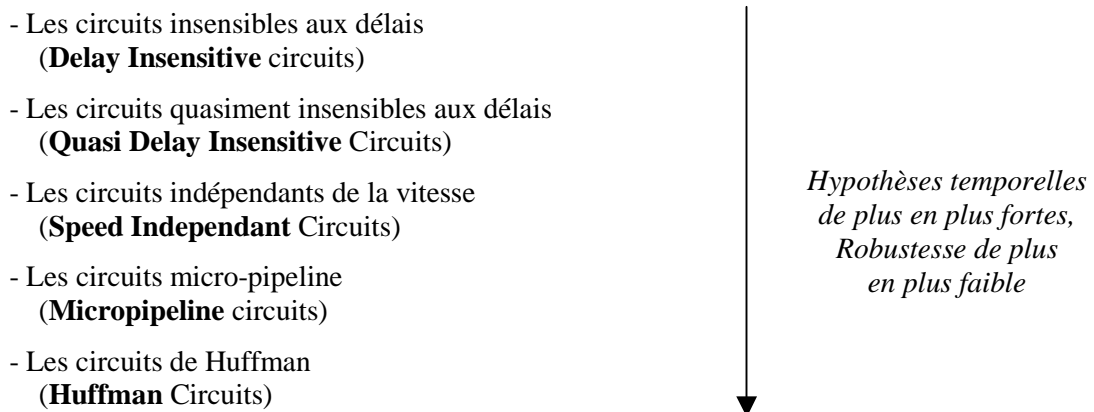 - Les circuits insensibles aux délais
(Delay Insensitive circuits)
- Les circuits quasiment insensibles aux délais
(Quasi Delay Insensitive Circuits)
- Les circuits indépendants de la vitesse
(Speed Independant Circuits)
- Les circuits micro-pipeline
(Micropipeline circuits)
- Les circuits de Huffman
(Huffman Circuits)
Hypothèses temporelles
de plus en plus fortes,
Robustesse de plus
en plus faible